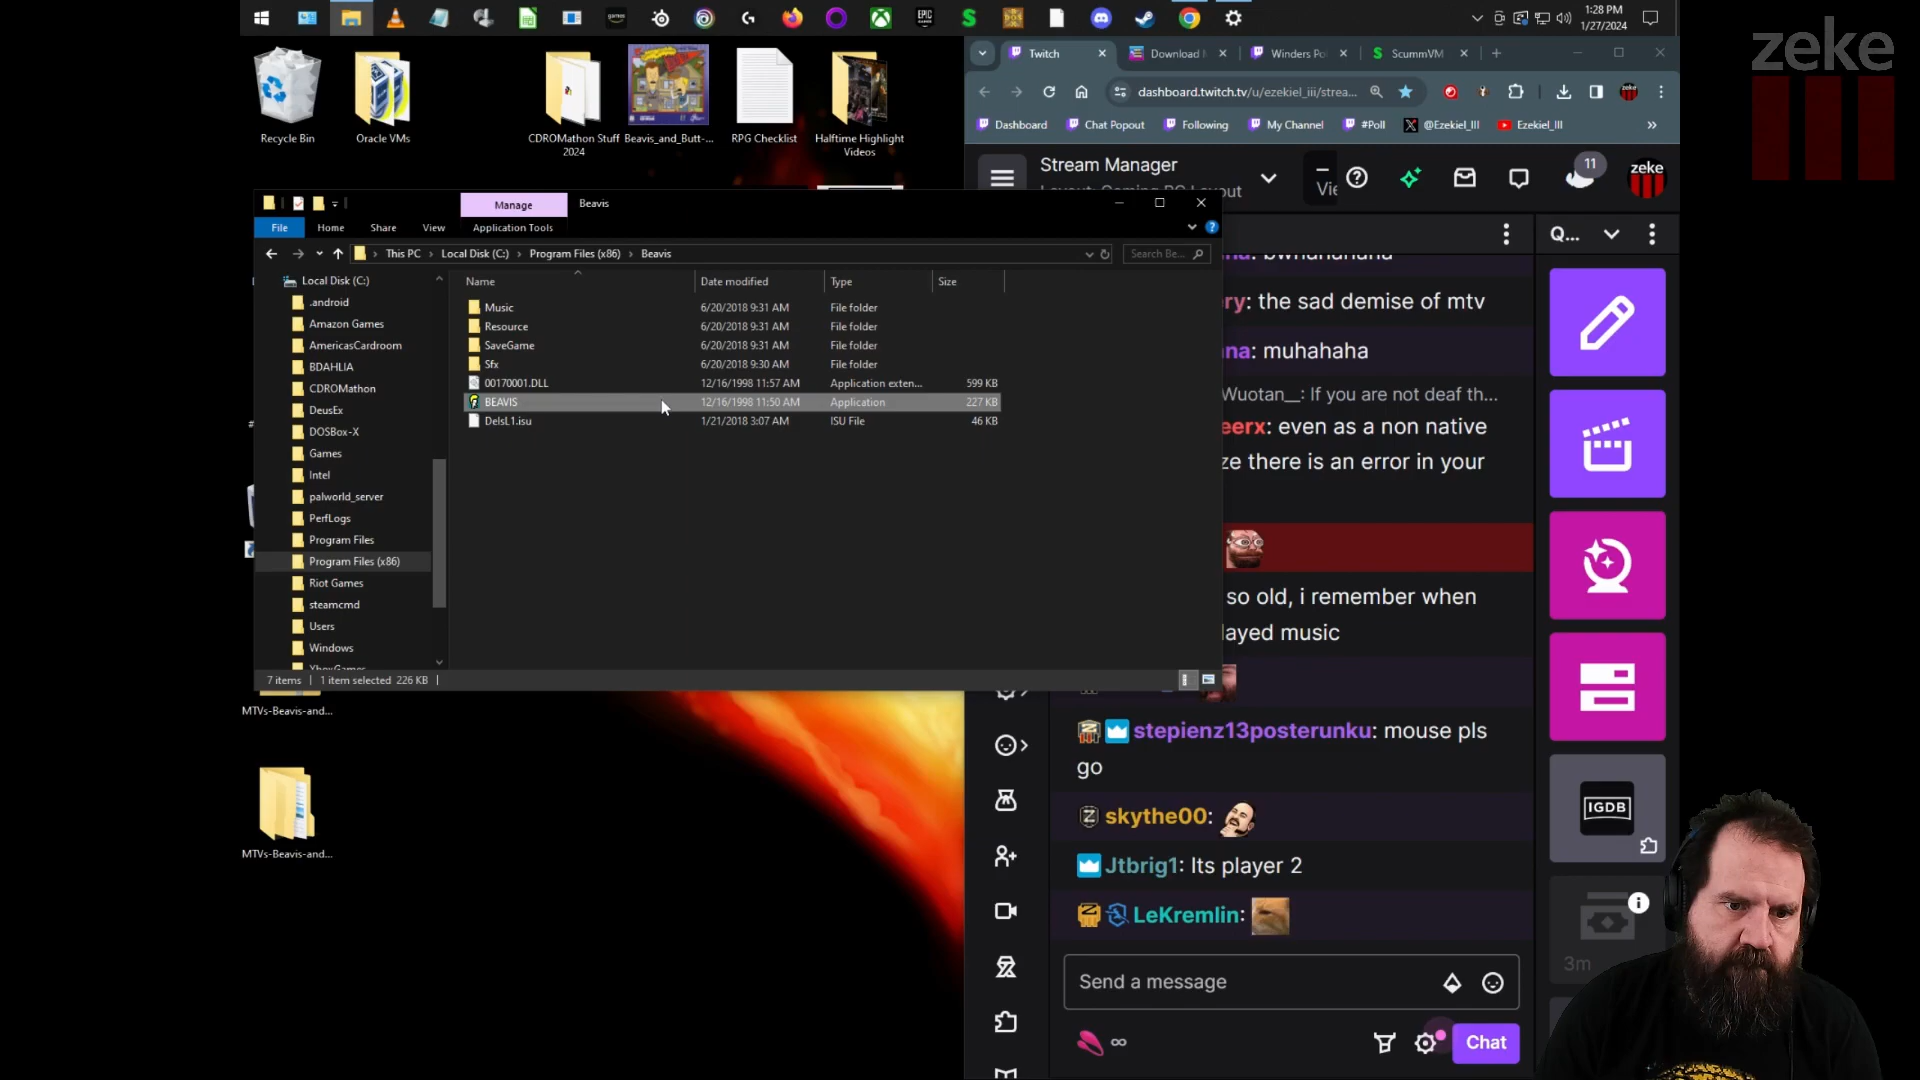 1:28 PM
1/27/2024
zeke
Recycle Bin
Oracle VMs
CDROMathon Stuff 2024
Beavis_and_Butt-...
RPG Checklist
Halftime Highlight Videos
Twitch
ScummVM
dashboard.twitch.tv/u/ezekiel_iii/strea...
Dashboard
Chat Popout
Following
My Channel
#Poll
@Ezekiel_III
Ezekiel_III
Stream Manager
11
zeke
Manage
Beavis
File
Home
Share
View
Application Tools
This PC
Local Disk (C:)
Program Files (x86)
Beavis
Search Be...
Local Disk (C:)
.android
Amazon Games
AmericasCardroom
BDAHLIA
CDROMathon
DeusEx
DOSBox-X
Games
Intel
palworld_server
PerfLogs
Program Files
Program Files (x86)
Riot Games
steamcmd
Users
Windows
XboxGames
Name Date modified Type Size
Music 6/20/2018 9:31 AM File folder
Resource 6/20/2018 9:31 AM File folder
SaveGame 6/20/2018 9:31 AM File folder
Sfx 6/20/2018 9:30 AM File folder
00170001.DLL 12/16/1998 11:57 AM Application exten... 599 KB
BEAVIS 12/16/1998 11:50 AM Application 227 KB
DelsL1.isu 1/21/2018 3:07 AM ISU File 46 KB
7 items
1 item selected 226 KB
MTVs-Beavis-and...
MTVs-Beavis-and...
Q...
ry: the sad demise of mtv
na: muhahaha
Wuotan__: If you are not deaf th...
eerx: even as a non native
ze there is an error in your
so old, i remember when
layed music
stepienz13posterunku: mouse pls
go
skythe00:
Jtbrig1: Its player 2
LeKremlin:
Send a message
Chat
IGDB
3m